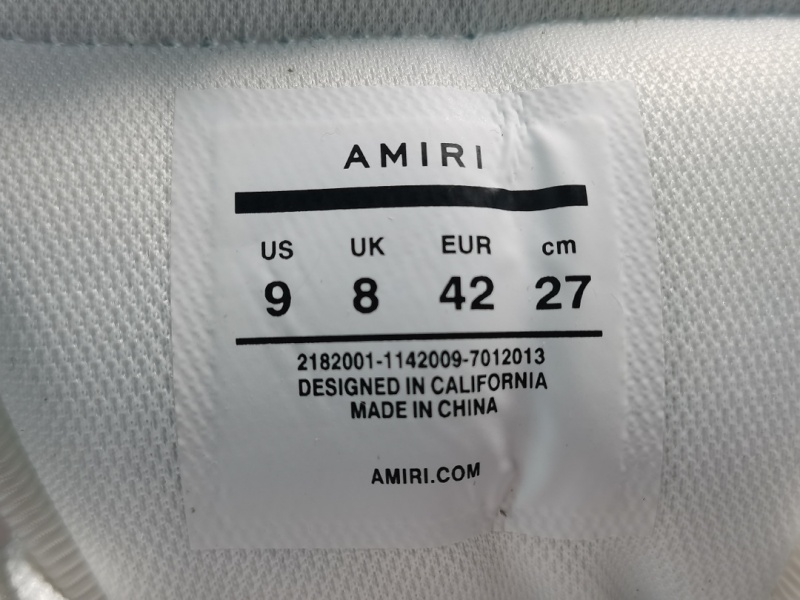 AMIRI
US UK EUR cm
9 8 42 27
2182001-1142009-7012013
DESIGNED IN CALIFORNIA
MADE IN CHINA
AMIRI.COM